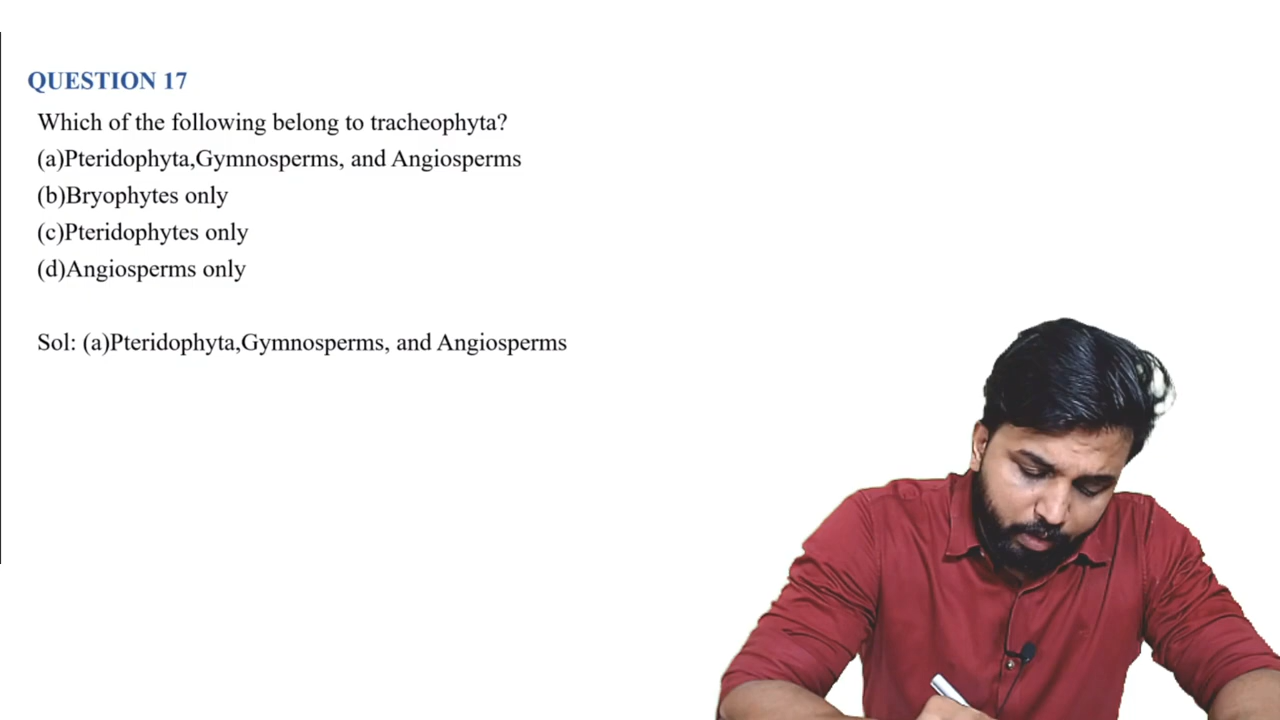 QUESTION 17
Which of the following belong to tracheophyta?
(a)Pteridophyta,Gymnosperms, and Angiosperms
(b)Bryophytes only
(c)Pteridophytes only
(d)Angiosperms only
Sol: (a)Pteridophyta,Gymnosperms, and Angiosperms